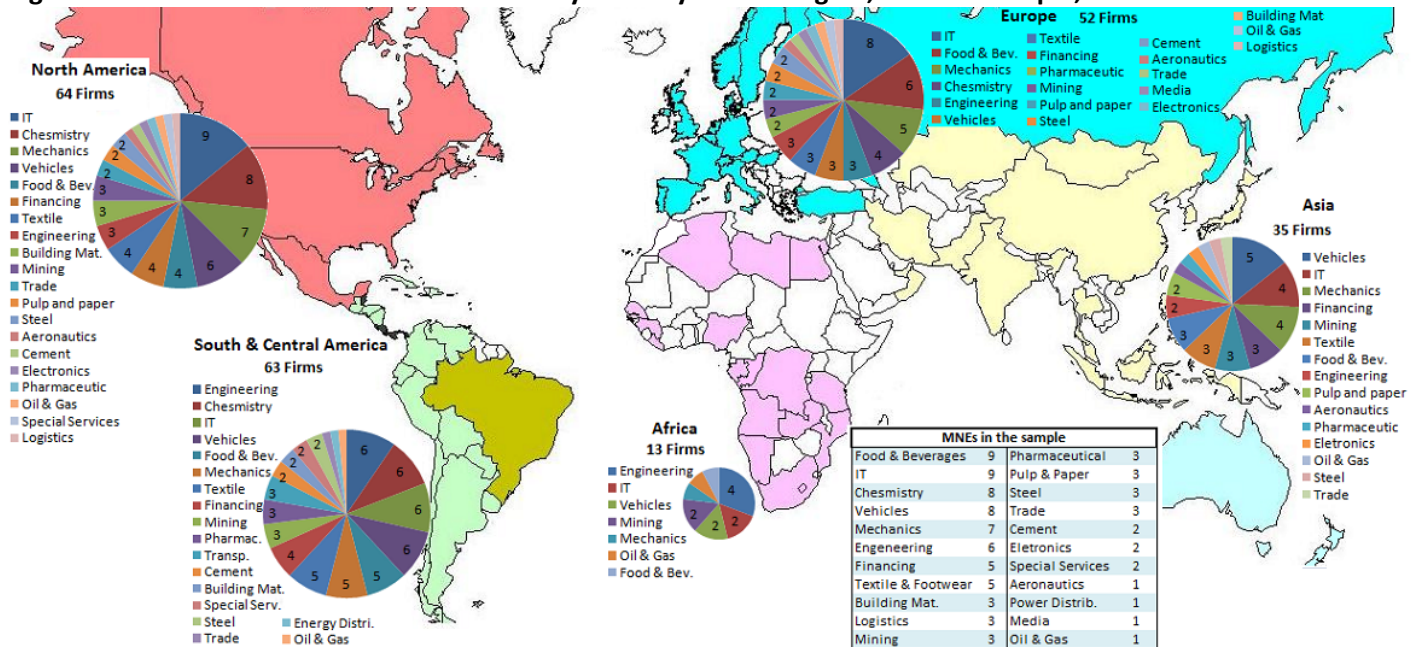 North America
64 Firms
IT
Chesmistry
Mechanics
Vehicles
Food & Bev.
Financing
Textile
Engineering
Building Mat.
Mining
Trade
Pulp and paper
Steel
Aeronautics
Cement
Electronics
Pharmaceutic
Oil & Gas
Special Services
Logistics
9
8
7
6
4
4
4
3
3
3
2
2
2
Europe 52 Firms
IT
Food & Bev.
Mechanics
Chesmistry
Engineering
Vehicles
Textile
Financing
Pharmaceutic
Mining
Pulp and paper
Steel
Cement
Aeronautics
Trade
Media
Electronics
Building Mat
Oil & Gas
Logistics
8
6
5
4
3
3
3
3
2
2
2
2
2
Asia
35 Firms
Vehicles
IT
Mechanics
Financing
Mining
Textile
Food & Bev.
Engineering
Pulp and paper
Aeronautics
Pharmaceutic
Eletronics
Oil & Gas
Steel
Trade
5
4
4
3
3
3
3
2
2
South & Central America
63 Firms
Engineering
Chesmistry
IT
Vehicles
Food & Bev.
Mechanics
Textile
Financing
Mining
Pharmac.
Transp.
Cement
Building Mat.
Special Serv.
Steel
Trade
Energy Distri.
Oil & Gas
6
6
6
6
5
5
5
4
3
3
3
2
2
2
2
Africa
13 Firms
Engineering
IT
Vehicles
Mining
Mechanics
Oil & Gas
Food & Bev.
4
2
2
2
MNEs in the sample
Food & Beverages 9 Pharmaceutical 3
IT 9 Pulp & Paper 3
Chesmistry 8 Steel 3
Vehicles 8 Trade 3
Mechanics 7 Cement 2
Engeneering 6 Eletronics 2
Financing 5 Special Services 2
Textile & Footwear 5 Aeronautics 1
Building Mat. 3 Power Distrib. 1
Logistics 3 Media 1
Mining 3 Oil & Gas 1